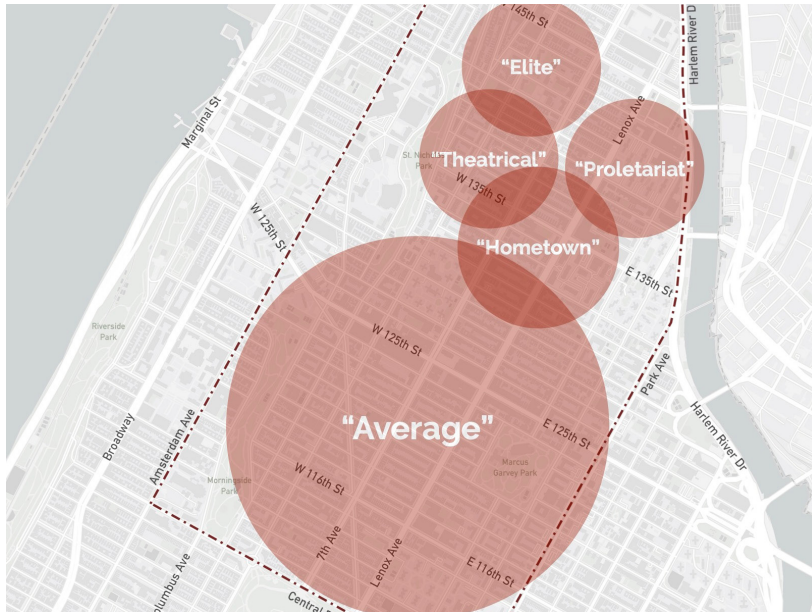 W 145th St
Harlem River D
“Elite”
Marginal St
Lenox Ave
St. Nicholas
Park
“Theatrical”
“Proletariat”
W 135th St
W 125th St
“Hometown”
E 135th St
Riverside
Park
W 125th St
Park Ave
Broadway
Amsterdam Ave
“Average”
E 125th St
Harlem River Dr
Marcus
Garvey Park
W 116th St
Morningside
Park
7th Ave
Lenox Ave
E 116th St
olumbus Ave
Central